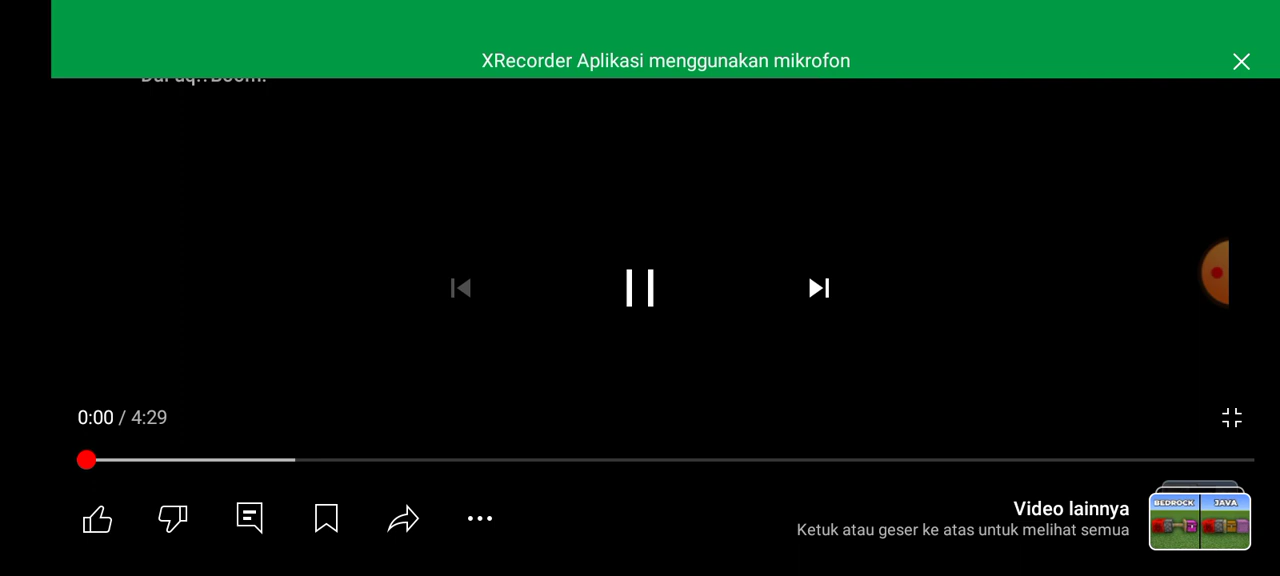 XRecorder Aplikasi menggunakan mikrofon
0:00 / 4:29
Video lainnya
Ketuk atau geser ke atas untuk melihat semua
BEDROCK JAVA